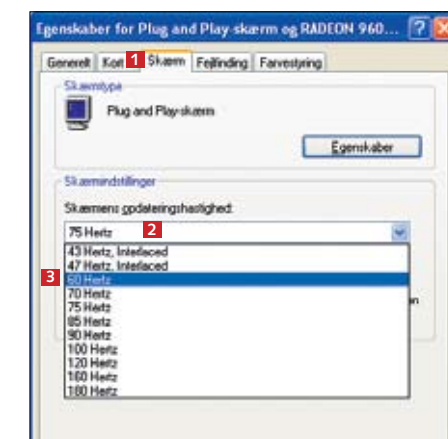 Egenskaber for Plug and Play-skærm og RADEON 960...
Generelt Kort 1 Skærm Fejlfinding Farvestyring
Skærmtype
Plug and Play-skærm
Egenskaber
Skærmindstillinger
Skærmens opdateringshastighed:
75 Hertz 2
43 Hertz, Interlaced
47 Hertz, Interlaced
3 60 Hertz
70 Hertz
75 Hertz
85 Hertz
90 Hertz
100 Hertz
120 Hertz
160 Hertz
180 Hertz